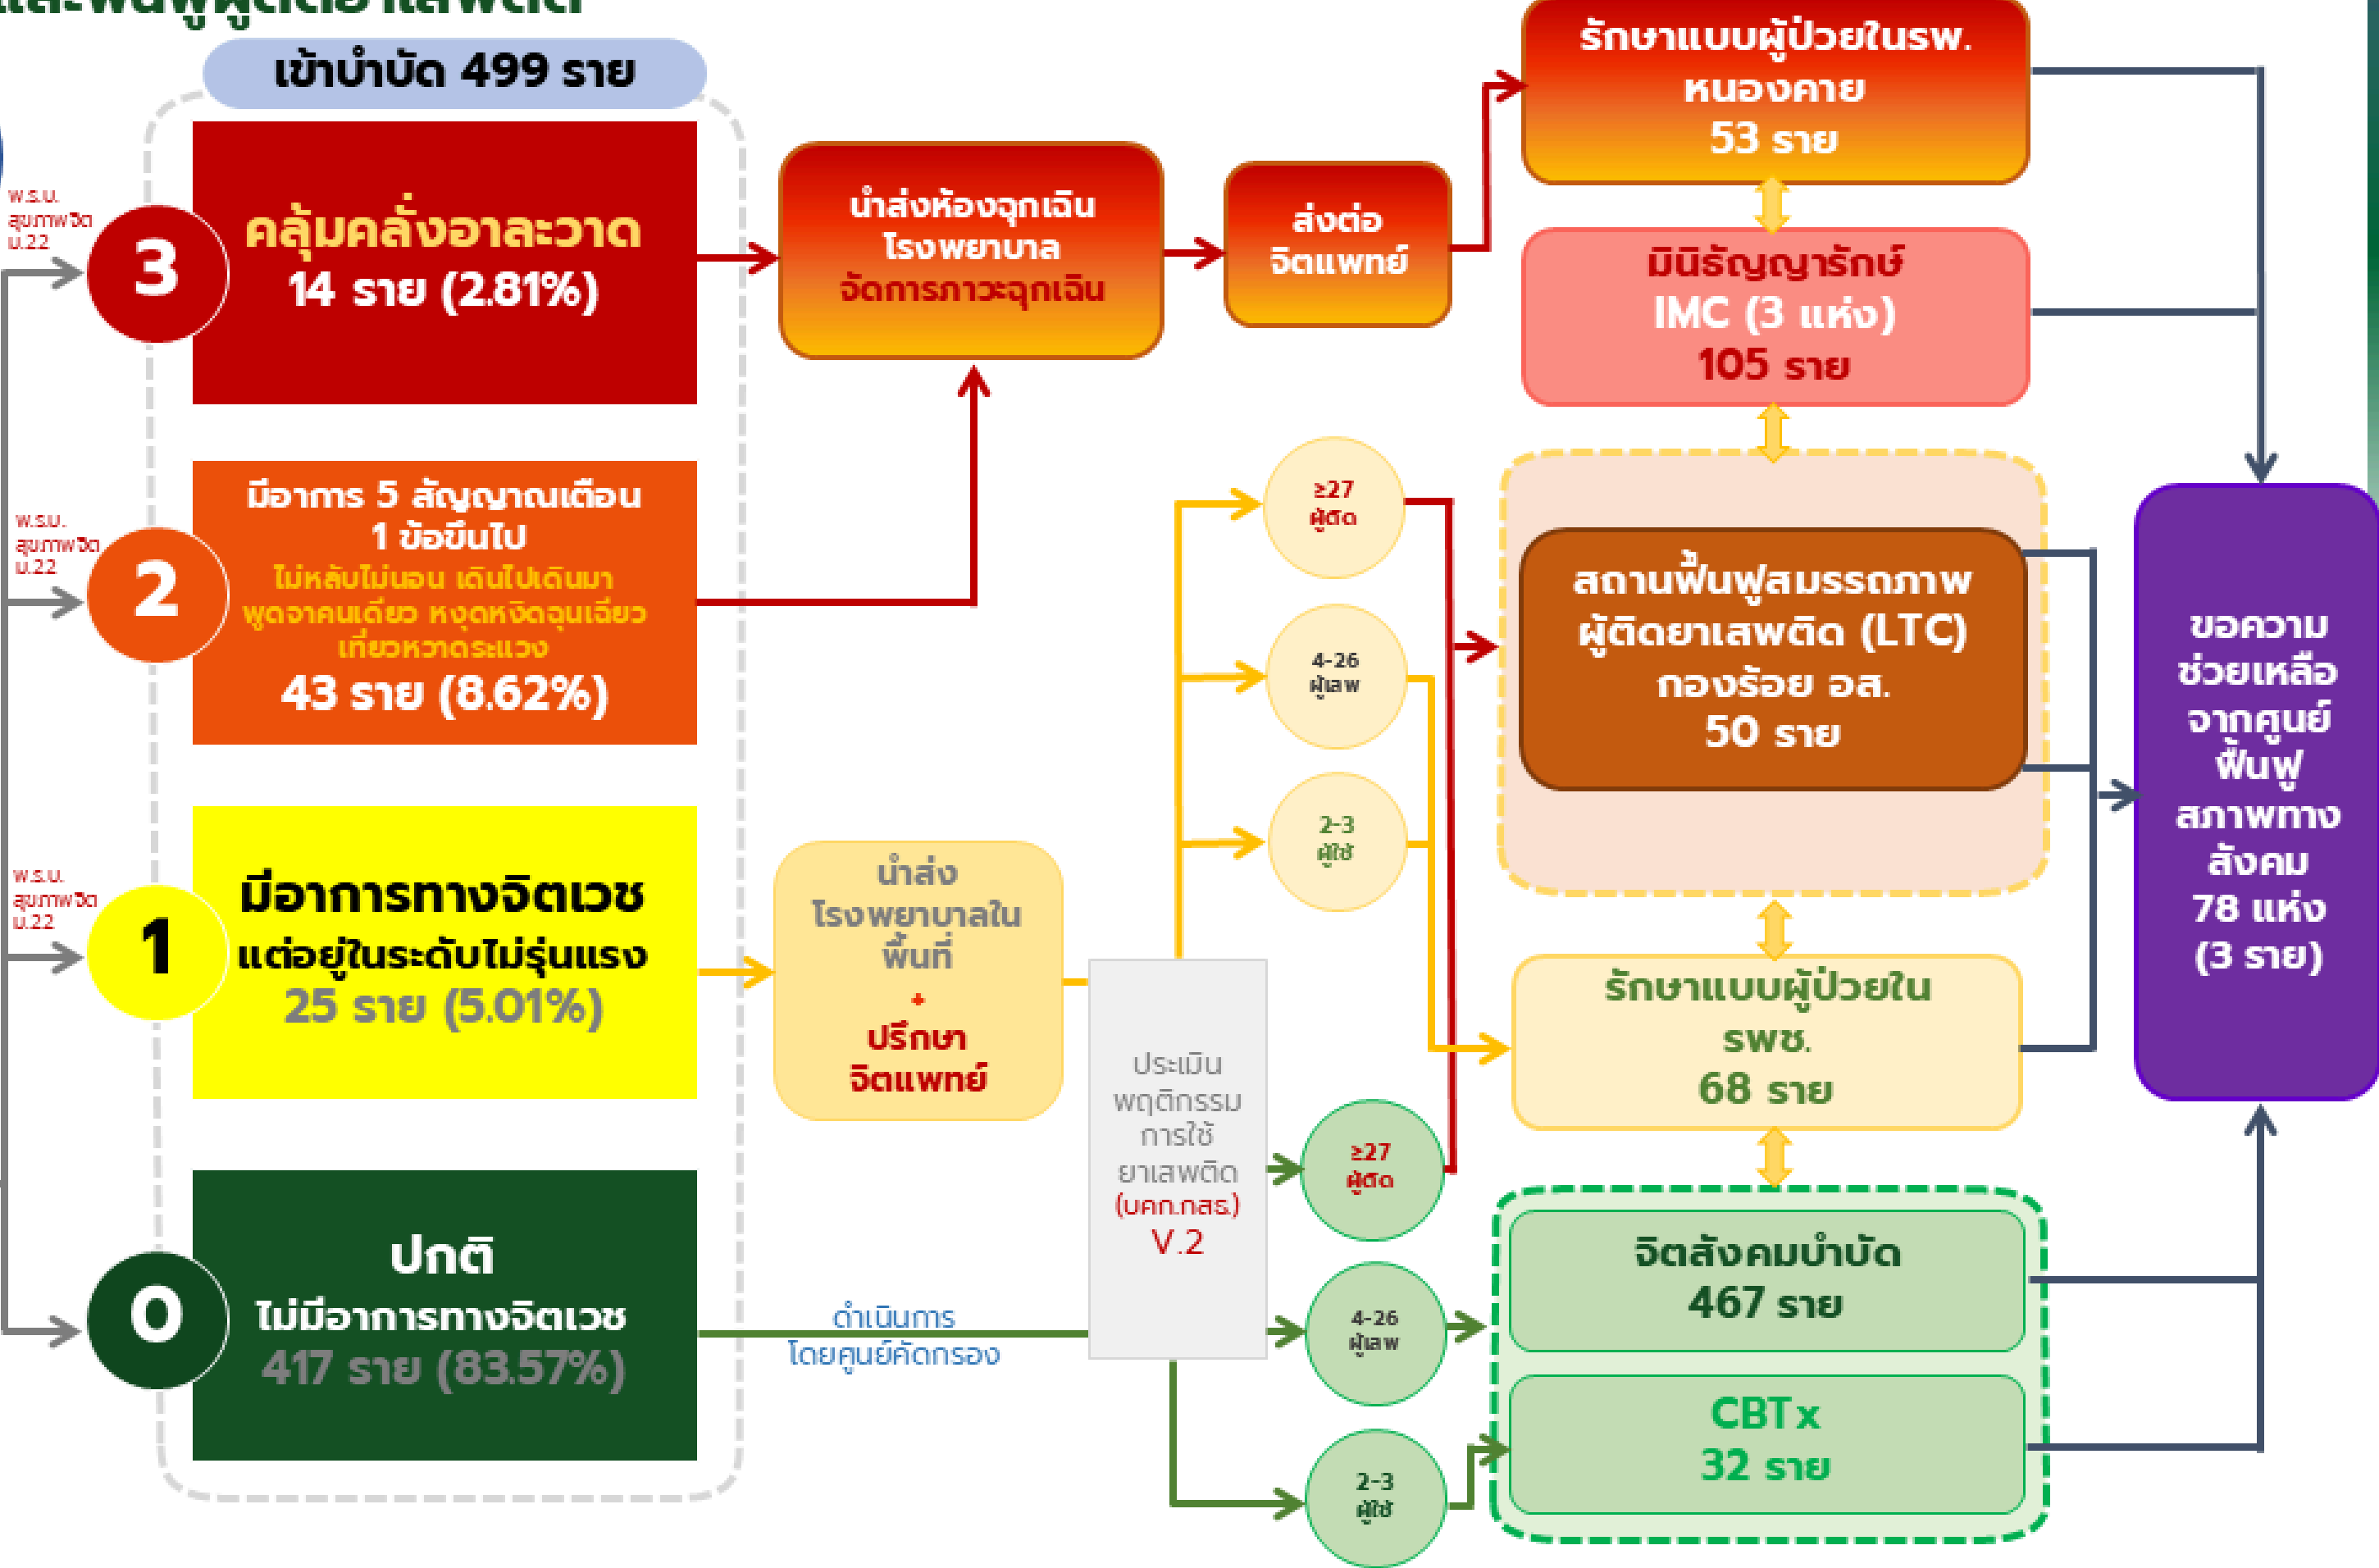 และฟื้นฟูผู้ติดยาเสพติด
เข้าบำบัด 499 ราย
พ.ร.บ.
สุขภาพจิต
ม.22
3
คลุ้มคลั่งอาละวาด
14 ราย (2.81%)
นำส่งห้องฉุกเฉิน
โรงพยาบาล
จัดการภาวะฉุกเฉิน
ส่งต่อ
จิตแพทย์
รักษาแบบผู้ป่วยในรพ.
หนองคาย
53 ราย
มินิธัญญารักษ์
IMC (3 แห่ง)
105 ราย
พ.ร.บ.
สุขภาพจิต
ม.22
2
มีอาการ 5 สัญญาณเตือน
1 ข้อขึ้นไป
ไม่หลับไม่นอน เดินไปเดินมา
พูดจาคนเดียว หงุดหงิดฉุนเฉียว
เที่ยวหวาดระแวง
43 ราย (8.62%)
≥27
ผู้ติด
4-26
ผู้เสพ
2-3
ผู้ใช้
สถานฟื้นฟูสมรรถภาพ
ผู้ติดยาเสพติด (LTC)
กองร้อย อส.
50 ราย
ขอความ
ช่วยเหลือ
จากศูนย์
ฟื้นฟู
สภาพทาง
สังคม
78 แห่ง
(3 ราย)
พ.ร.บ.
สุขภาพจิต
ม.22
1
มีอาการทางจิตเวช
แต่อยู่ในระดับไม่รุ่นแรง
25 ราย (5.01%)
นำส่ง
โรงพยาบาลใน
พื้นที่
+
ปรึกษา
จิตแพทย์
ประเมิน
พฤติกรรม
การใช้
ยาเสพติด
(บคก.กสธ.)
V.2
รักษาแบบผู้ป่วยใน
รพช.
68 ราย
0
ปกติ
ไม่มีอาการทางจิตเวช
417 ราย (83.57%)
ดำเนินการ
โดยศูนย์คัดกรอง
≥27
ผู้ติด
4-26
ผู้เสพ
2-3
ผู้ใช้
จิตสังคมบำบัด
467 ราย
CBTx
32 ราย